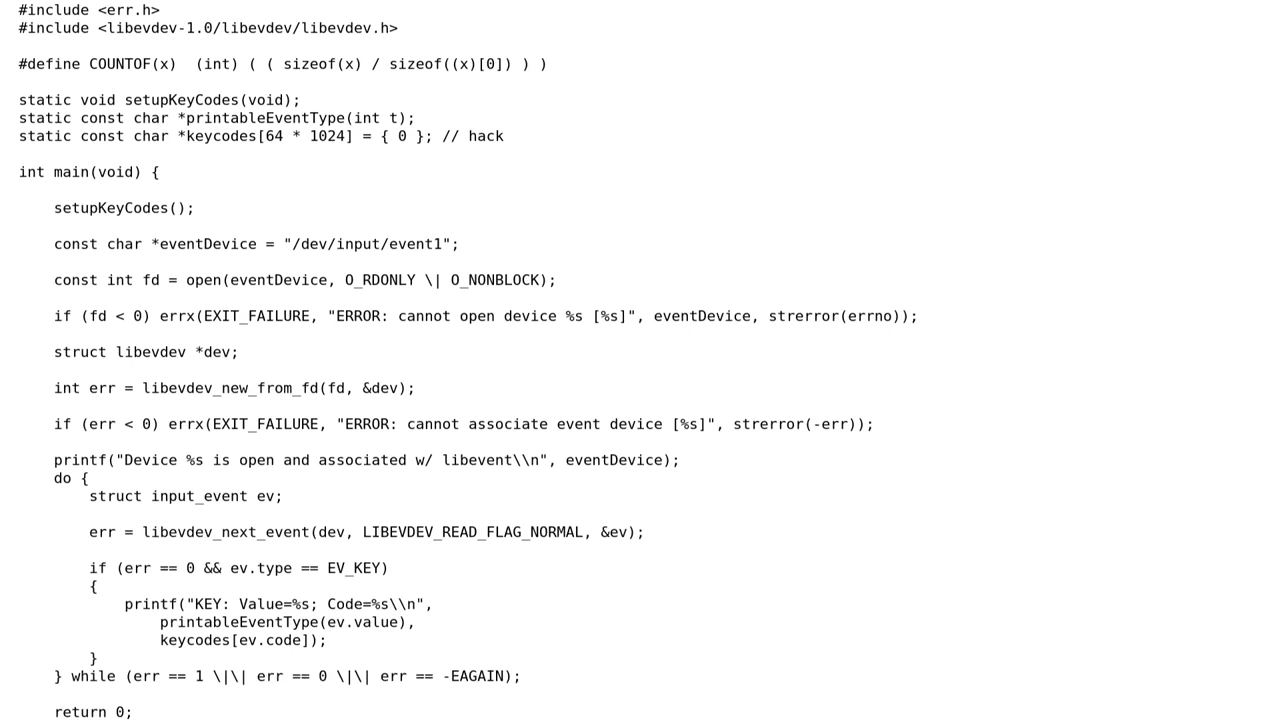 #include <err.h>
#include <libevdev-1.0/libevdev/libevdev.h>
#define COUNTOF(x)  (int) ( ( sizeof(x) / sizeof((x)[0]) ) )
static void setupKeyCodes(void);
static const char *printableEventType(int t);
static const char *keycodes[64 * 1024] = { 0 }; // hack
int main(void) {
    setupKeyCodes();
    const char *eventDevice = "/dev/input/event1";
    const int fd = open(eventDevice, O_RDONLY \| O_NONBLOCK);
    if (fd < 0) errx(EXIT_FAILURE, "ERROR: cannot open device %s [%s]", eventDevice, strerror(errno));
    struct libevdev *dev;
    int err = libevdev_new_from_fd(fd, &dev);
    if (err < 0) errx(EXIT_FAILURE, "ERROR: cannot associate event device [%s]", strerror(-err));
    printf("Device %s is open and associated w/ libevent\\n", eventDevice);
    do {
        struct input_event ev;
        err = libevdev_next_event(dev, LIBEVDEV_READ_FLAG_NORMAL, &ev);
        if (err == 0 && ev.type == EV_KEY)
        {
            printf("KEY: Value=%s; Code=%s\\n",
                printableEventType(ev.value),
                keycodes[ev.code]);
        }
    } while (err == 1 \|\| err == 0 \|\| err == -EAGAIN);
    return 0;